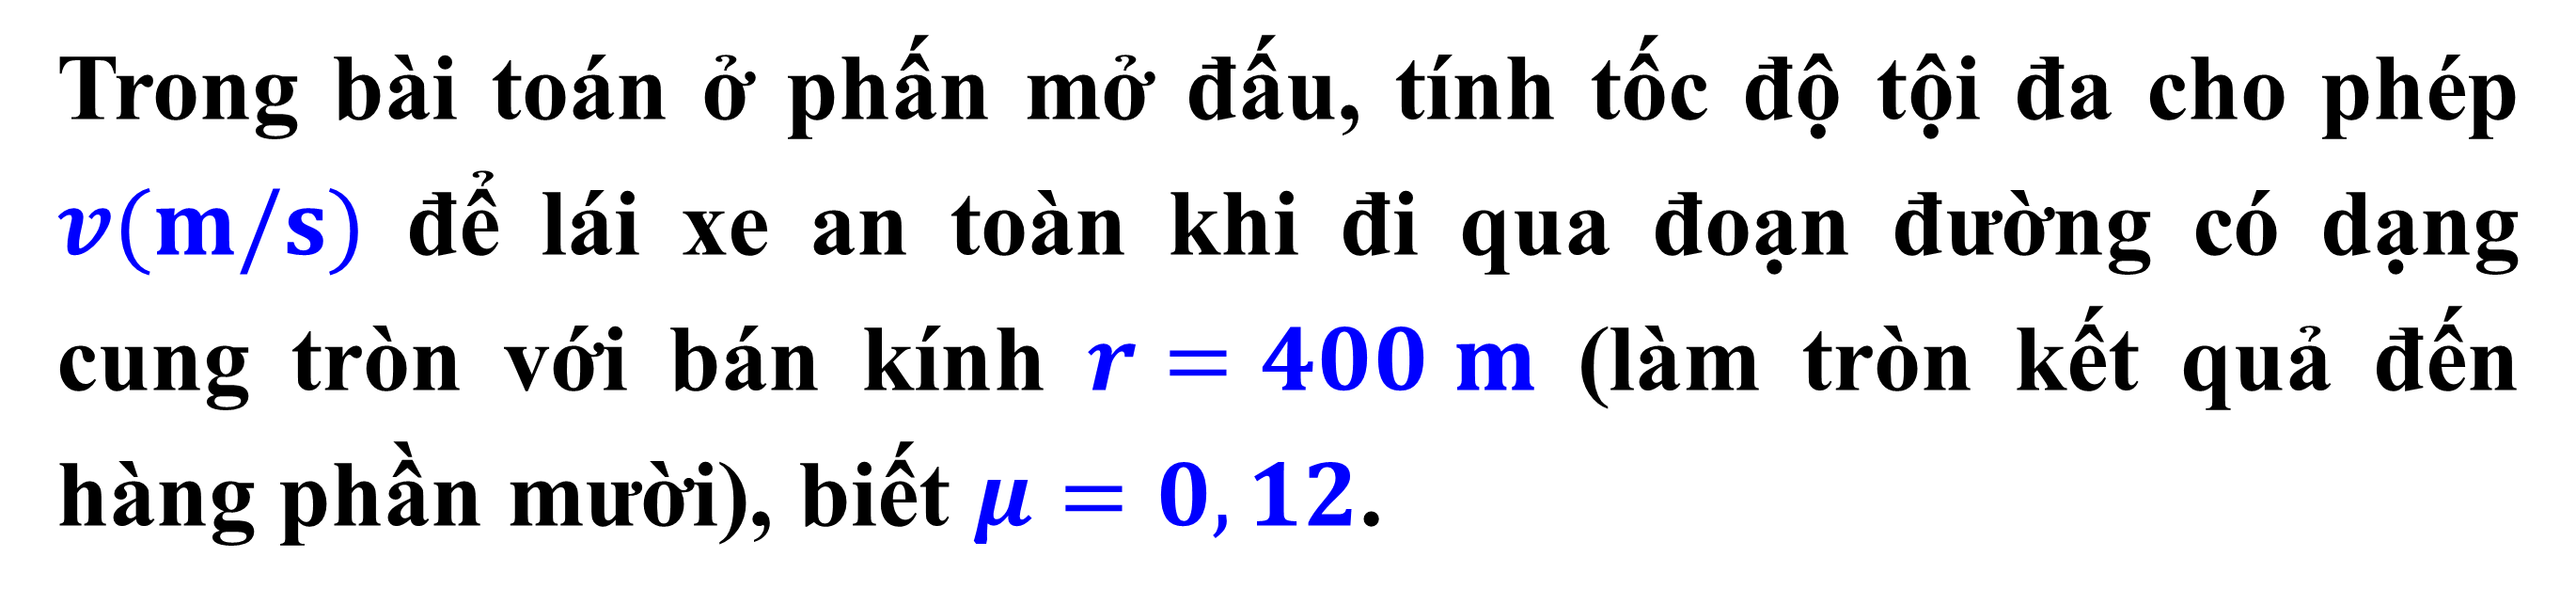 Trong bài toán ở phấn mở đấu, tính tốc độ tội đa cho phép
v(m/s) để lái xe an toàn khi đi qua đoạn đường có dạng
cung tròn với bán kính r = 400 m (làm tròn kết quả đến
hàng phần mười), biết μ = 0,12.